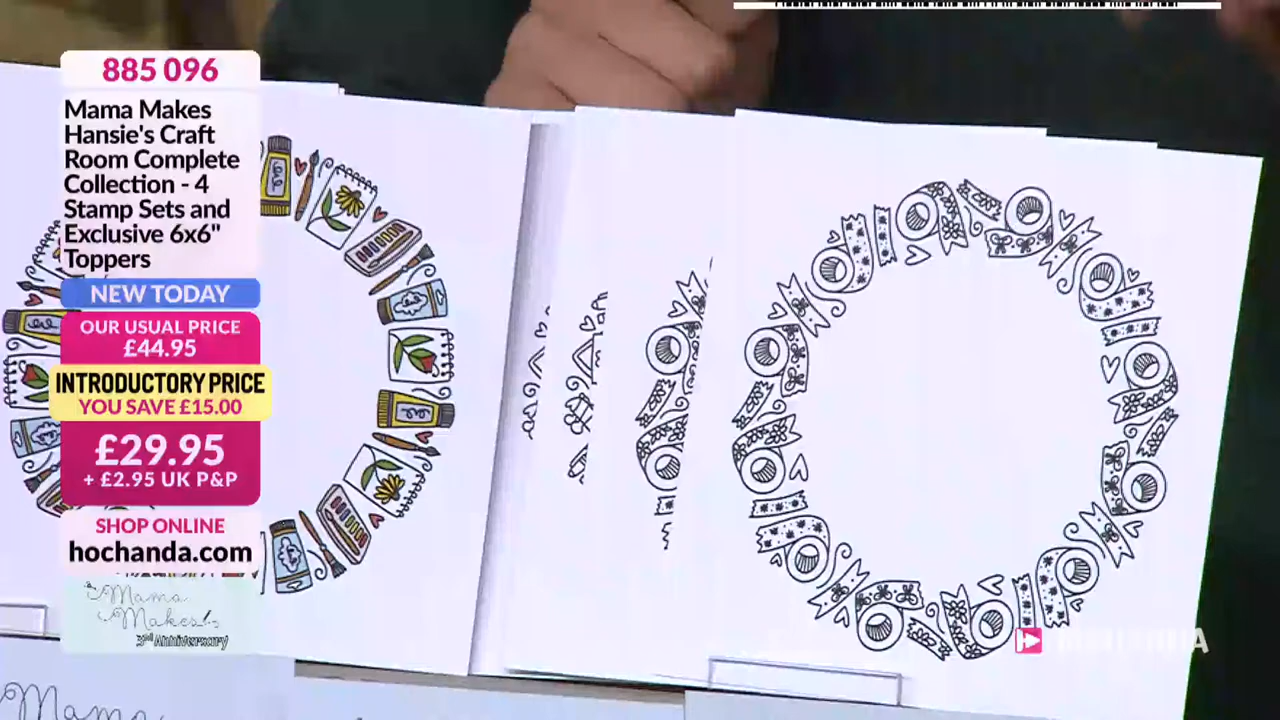 885 096
Mama Makes
Hansie's Craft
Room Complete
Collection - 4
Stamp Sets and
Exclusive 6x6"
Toppers
NEW TODAY
OUR USUAL PRICE
£44.95
INTRODUCTORY PRICE
YOU SAVE £15.00
£29.95
+ £2.95 UK P&P
SHOP ONLINE
hochanda.com
Mama
Makes
3rd Anniversary
Mama